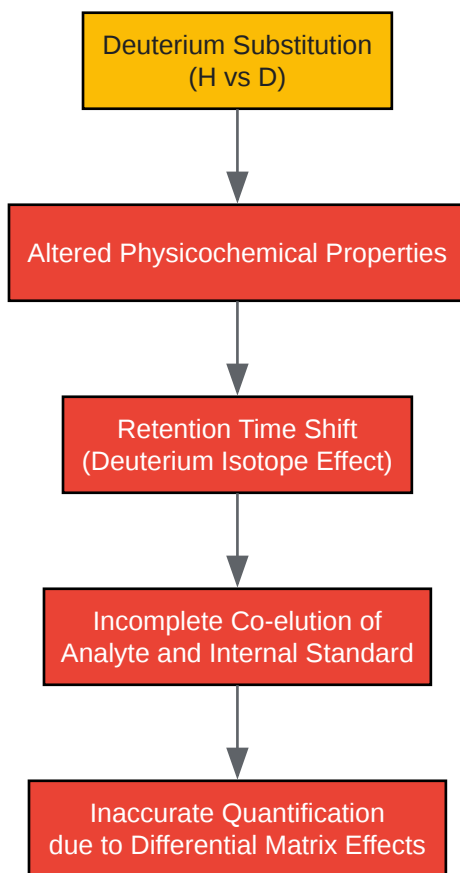 Deuterium Substitution
(H vs D)
Altered Physicochemical Properties
Retention Time Shift
(Deuterium Isotope Effect)
Incomplete Co-elution of
Analyte and Internal Standard
Inaccurate Quantification
due to Differential Matrix Effects